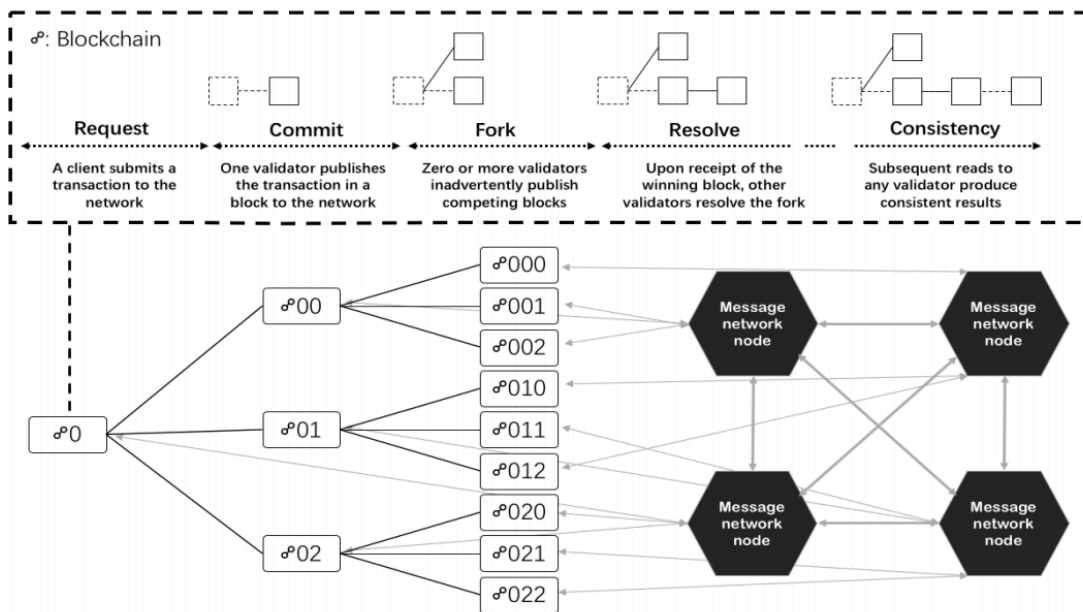 ☍: Blockchain
Request
Commit
Fork
Resolve
Consistency
A client submits a
transaction to the
network
One validator publishes
the transaction in a
block to the network
Zero or more validators
inadvertently publish
competing blocks
Upon receipt of the
winning block, other
validators resolve the fork
Subsequent reads to
any validator produce
consistent results
☍0
☍00
☍01
☍02
☍000
☍001
☍002
☍010
☍011
☍012
☍020
☍021
☍022
Message
network
node
Message
network
node
Message
network
node
Message
network
node